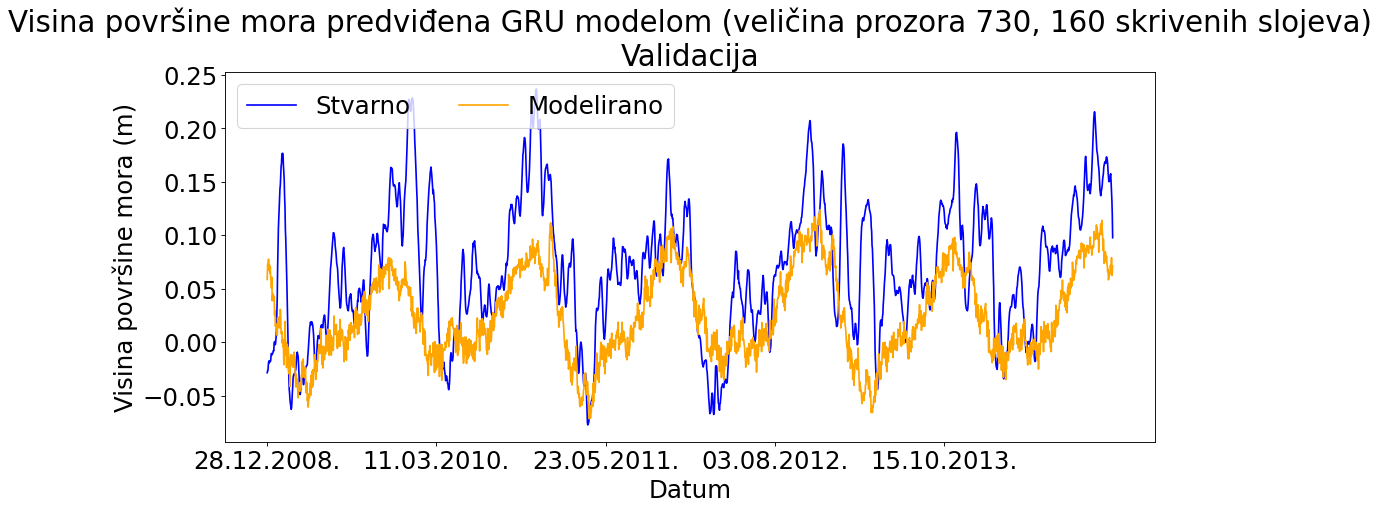 Visina površine mora predviđena GRU modelom (veličina prozora 730, 160 skrivenih slojeva)
Validacija
Stvarno Modelirano
Visina površine mora (m)
0.25
0.20
0.15
0.10
0.05
0.00
−0.05
28.12.2008. 11.03.2010. 23.05.2011. 03.08.2012. 15.10.2013.
Datum